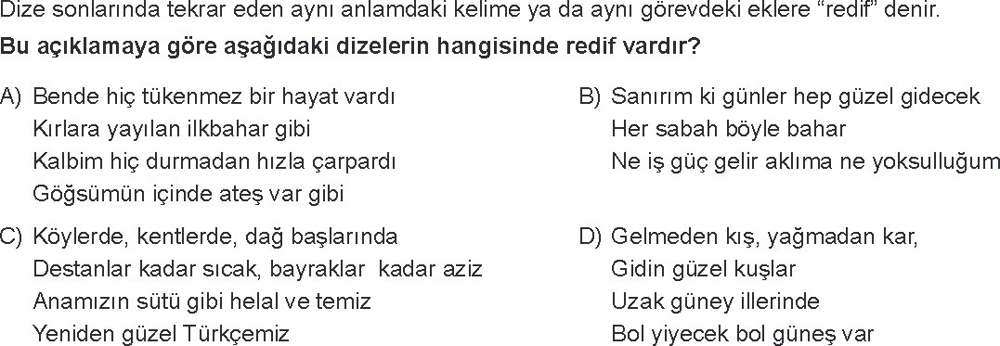 Dize sonlarında tekrar eden aynı anlamdaki kelime ya da aynı görevdeki eklere “redif” denir.
Bu açıklamaya göre aşağıdaki dizelerin hangisinde redif vardır?
A) Bende hiç tükenmez bir hayat vardı
Kırlara yayılan ilkbahar gibi
Kalbim hiç durmadan hızla çarpardı
Göğsümün içinde ateş var gibi
B) Sanırım ki günler hep güzel gidecek
Her sabah böyle bahar
Ne iş güç gelir aklıma ne yoksulluğum
C) Köylerde, kentlerde, dağ başlarında
Destanlar kadar sıcak, bayraklar kadar aziz
Anamızın sütü gibi helal ve temiz
Yeniden güzel Türkçemiz
D) Gelmeden kış, yağmadan kar,
Gidin güzel kuşlar
Uzak güney illerinde
Bol yiyecek bol güneş var